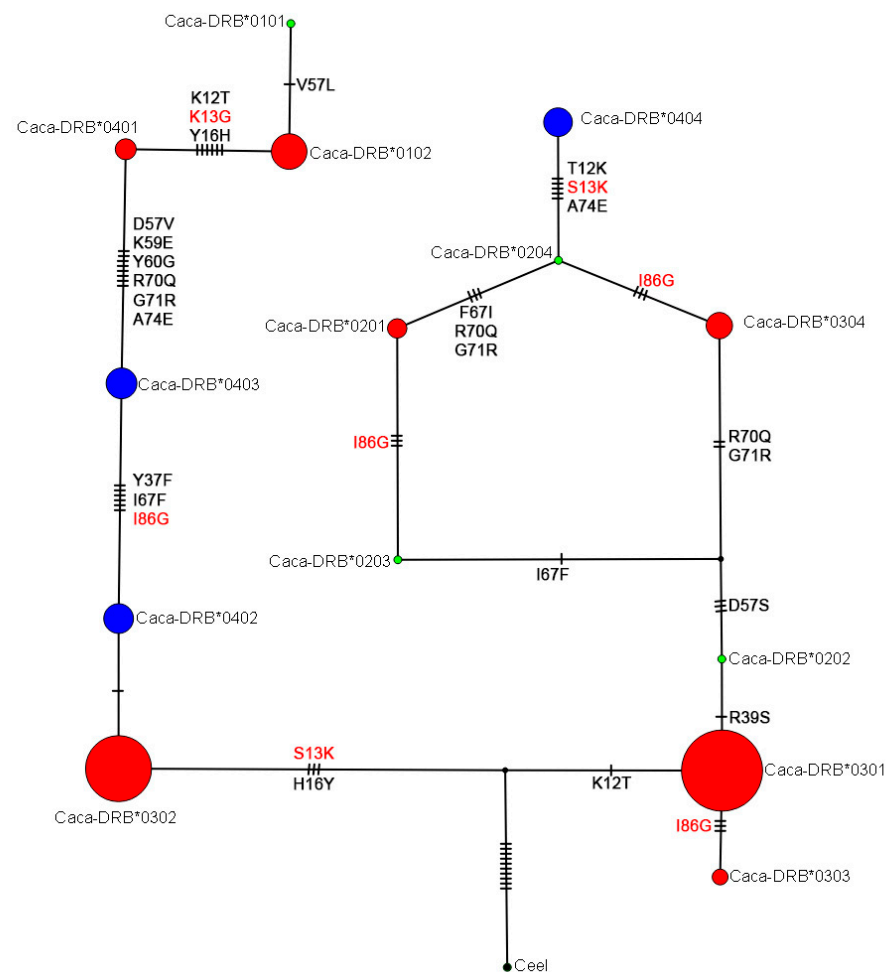 Caca-DRB*0101
V57L
K12T
K13G
Y16H
Caca-DRB*0401
Caca-DRB*0102
Caca-DRB*0404
T12K
S13K
A74E
D57V
K59E
Y60G
R70Q
G71R
A74E
Caca-DRB*0204
I86G
F67I
R70Q
G71R
Caca-DRB*0201
Caca-DRB*0304
Caca-DRB*0403
I86G
R70Q
G71R
Y37F
I67F
I86G
Caca-DRB*0203
I67F
D57S
Caca-DRB*0402
Caca-DRB*0202
R39S
S13K
H16Y
K12T
Caca-DRB*0301
Caca-DRB*0302
I86G
Caca-DRB*0303
Ceel